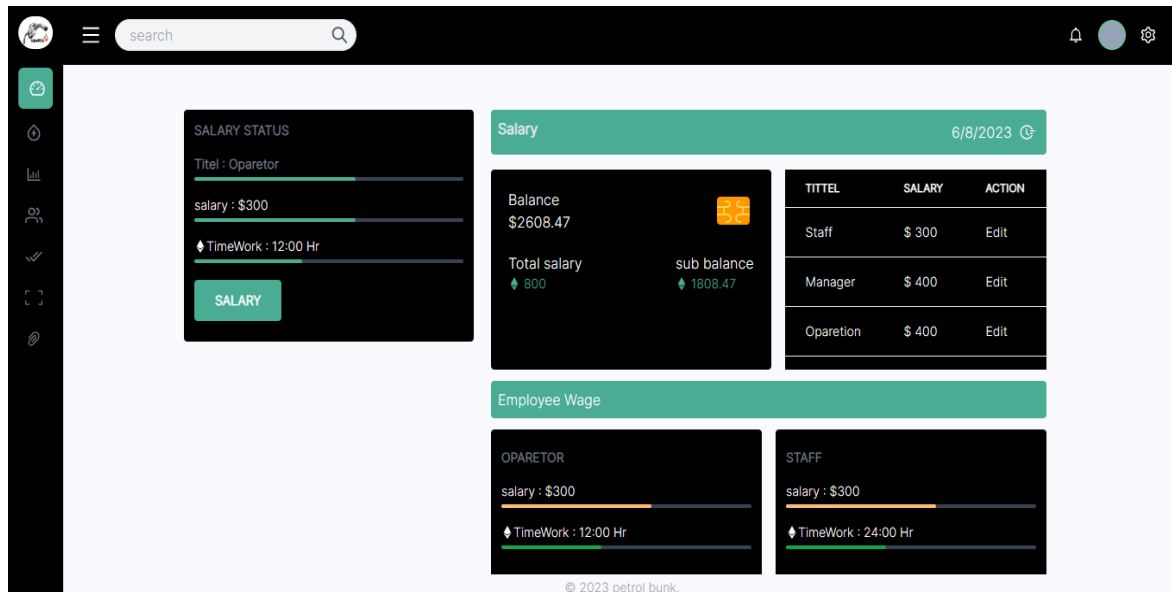 search
SALARY STATUS
Titel : Oparetor
salary : $300
TimeWork : 12:00 Hr
SALARY
Salary
6/8/2023
Balance
$2608.47
Total salary
sub balance
800
1808.47
TITTEL SALARY ACTION
Staff $ 300 Edit
Manager $ 400 Edit
Oparetion $ 400 Edit
Employee Wage
OPARETOR
salary : $300
TimeWork : 12:00 Hr
STAFF
salary : $300
TimeWork : 24:00 Hr
© 2023 petrol bunk.